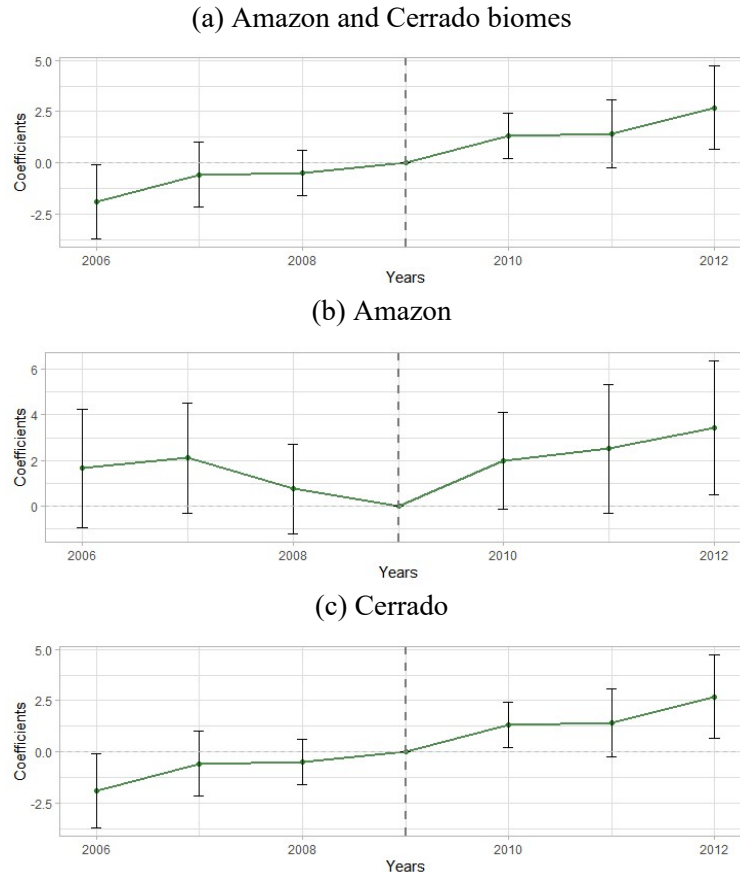 (a) Amazon and Cerrado biomes
5.0
2.5
0.0
-2.5
Coefficients
2006
2008
2010
2012
Years
(b) Amazon
6
4
2
0
Coefficients
2006
2008
2010
2012
Years
(c) Cerrado
5.0
2.5
0.0
-2.5
Coefficients
2006
2008
2010
2012
Years